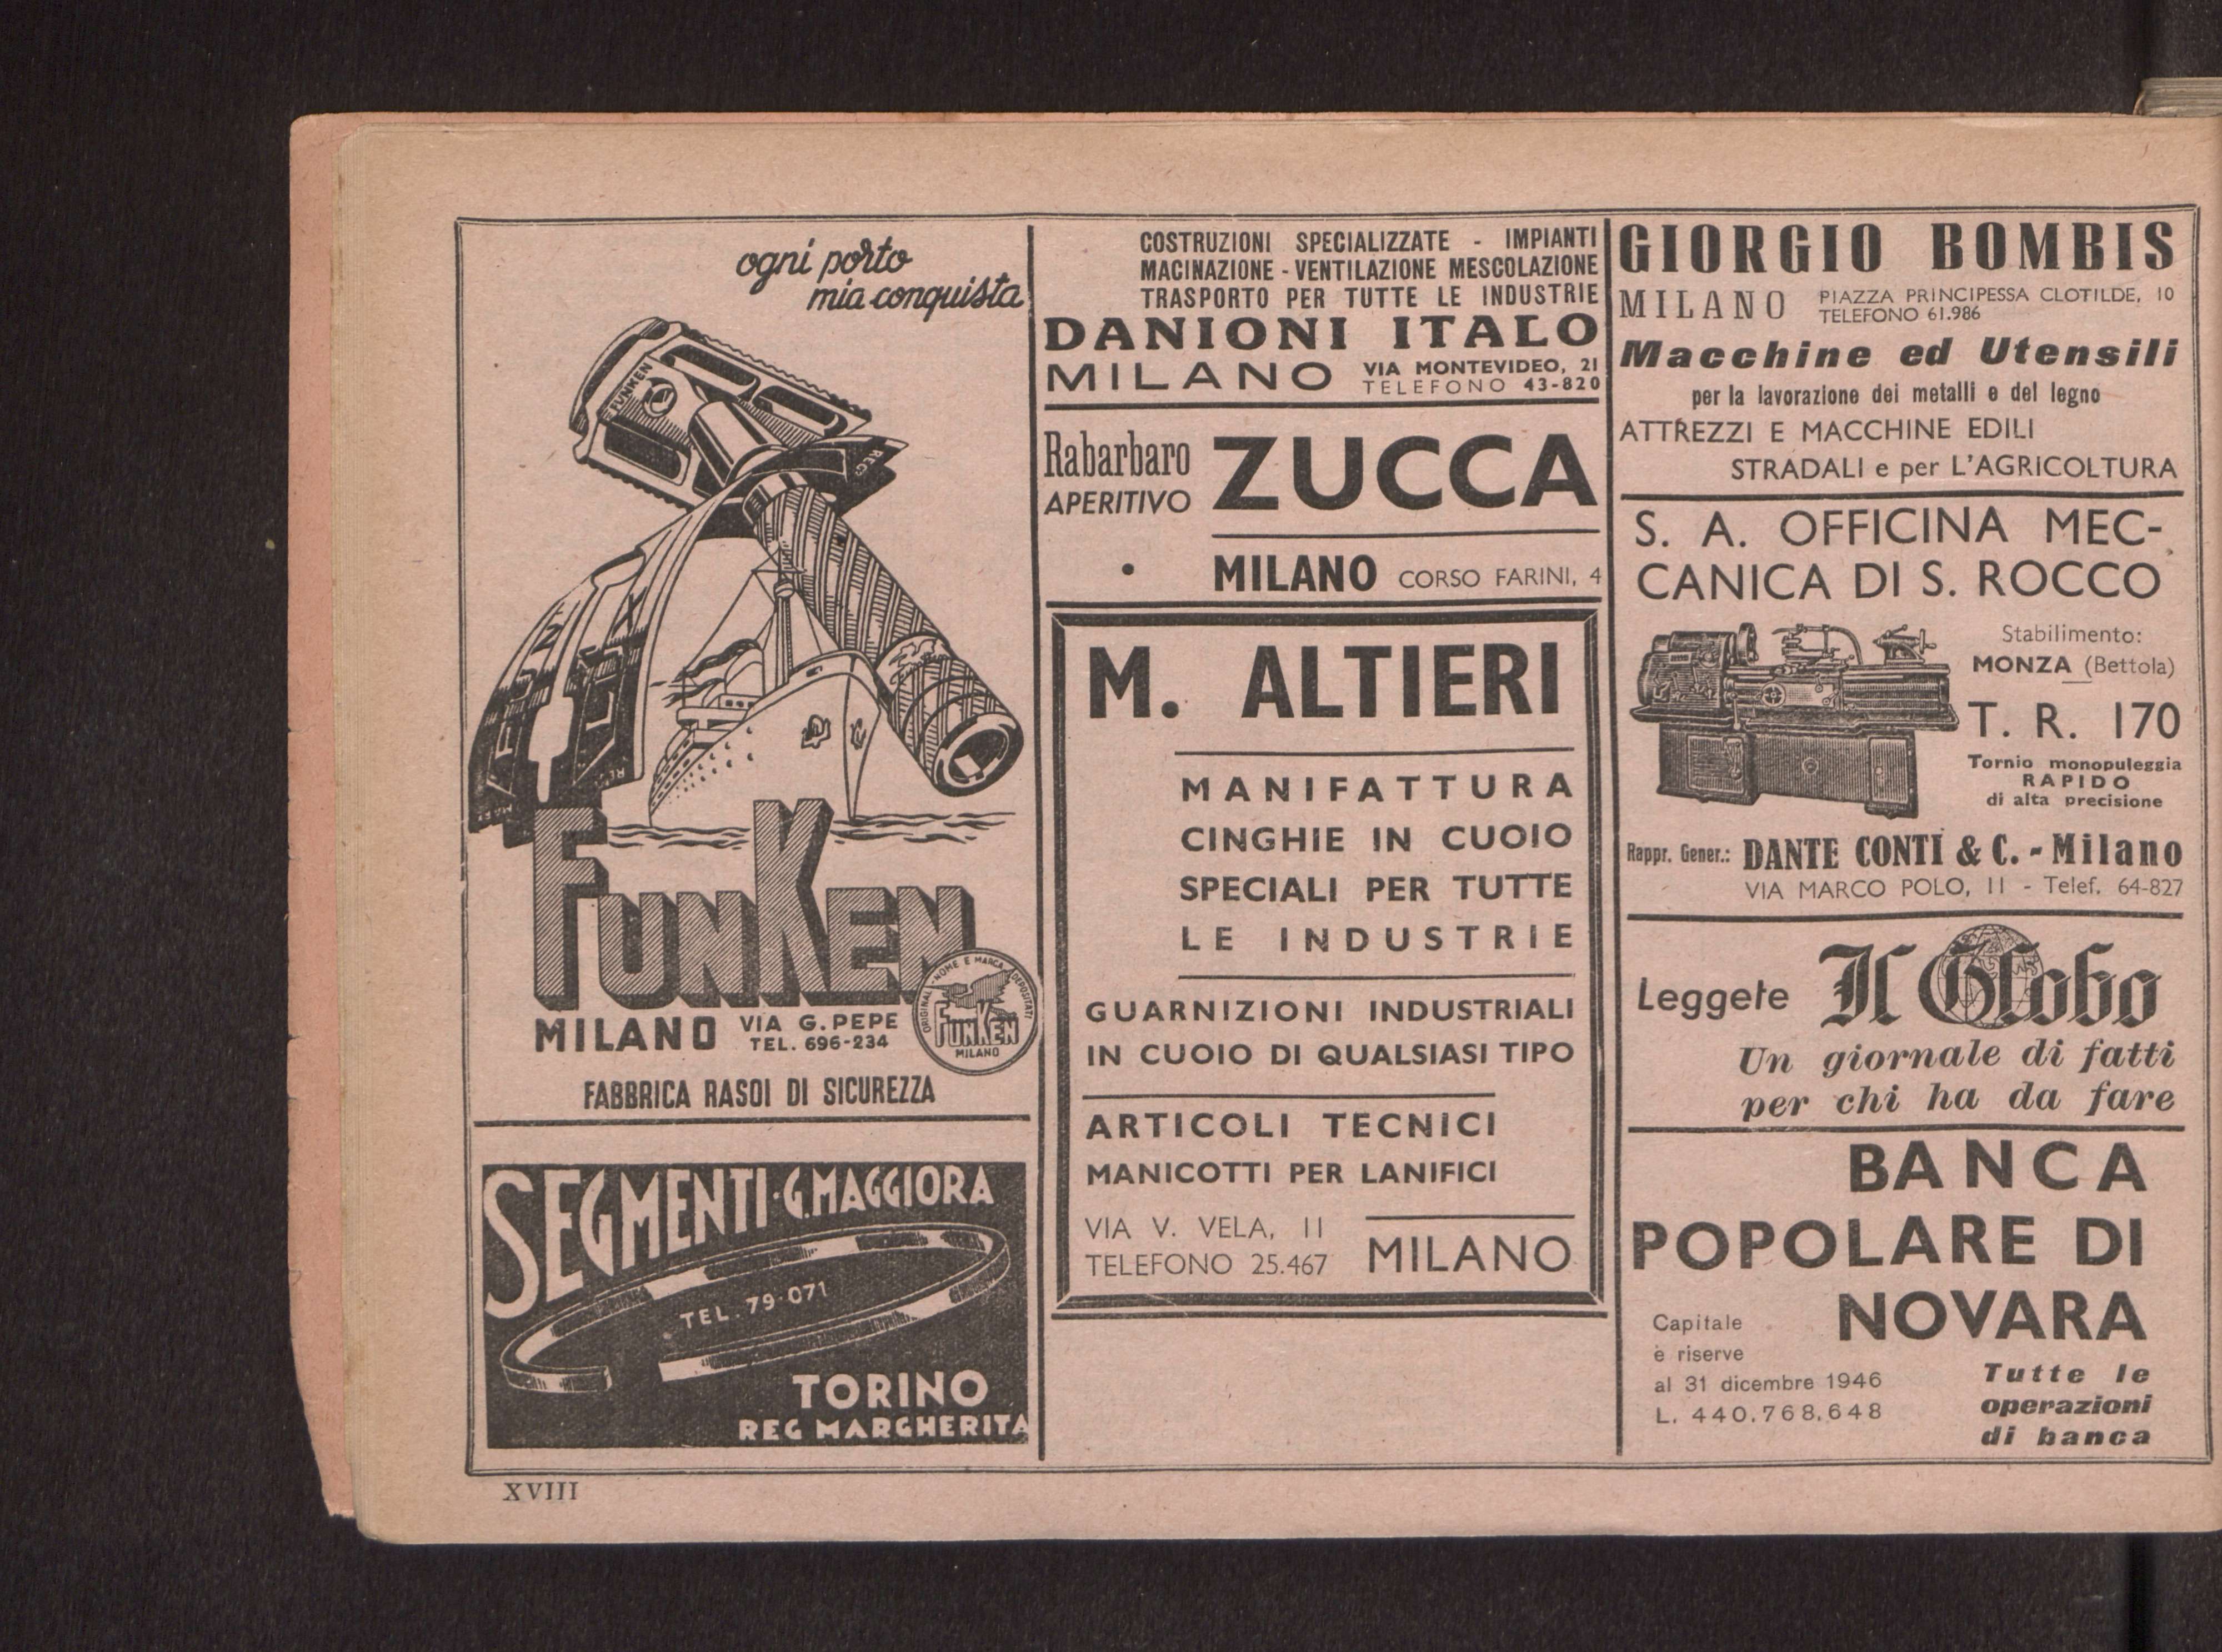 ogni porto
mia conquista
FUNKEN
REG.
FUNKEN
MILANO VIA G. PEPE
TEL. 696-234
ORIGINAL NOME E MARCA DEPOSITATI
FUNKEN
MILANO
FABBRICA RASOI DI SICUREZZA
SEGMENTI·G.MAGGIORA
TEL. 79·071
TORINO
REG MARGHERITA
COSTRUZIONI SPECIALIZZATE - IMPIANTI
MACINAZIONE - VENTILAZIONE MESCOLAZIONE
TRASPORTO PER TUTTE LE INDUSTRIE
DANIONI ITALO
MILANO VIA MONTEVIDEO, 21
TELEFONO 43-820
Rabarbaro ZUCCA
APERITIVO
• MILANO CORSO FARINI, 4
M. ALTIERI
MANIFATTURA
CINGHIE IN CUOIO
SPECIALI PER TUTTE
LE INDUSTRIE
GUARNIZIONI INDUSTRIALI
IN CUOIO DI QUALSIASI TIPO
ARTICOLI TECNICI
MANICOTTI PER LANIFICI
VIA V. VELA, 11
TELEFONO 25.467 MILANO
GIORGIO BOMBIS
MILANO PIAZZA PRINCIPESSA CLOTILDE, 10
TELEFONO 61.986
Macchine ed Utensili
per la lavorazione dei metalli e del legno
ATTREZZI E MACCHINE EDILI
STRADALI e per L'AGRICOLTURA
S. A. OFFICINA MEC-
CANICA DI S. ROCCO
Stabilimento:
MONZA (Bettola)
T. R. 170
Tornio monopuleggia
RAPIDO
di alta precisione
Rappr. Gener.: DANTE CONTI & C. - Milano
VIA MARCO POLO, 11 - Telef. 64-827
Leggete Il Globo
Un giornale di fatti
per chi ha da fare
BANCA
POPOLARE DI
NOVARA
Capitale
e riserve
al 31 dicembre 1946
L. 440.768.648
Tutte le
operazioni
di banca
XVIII